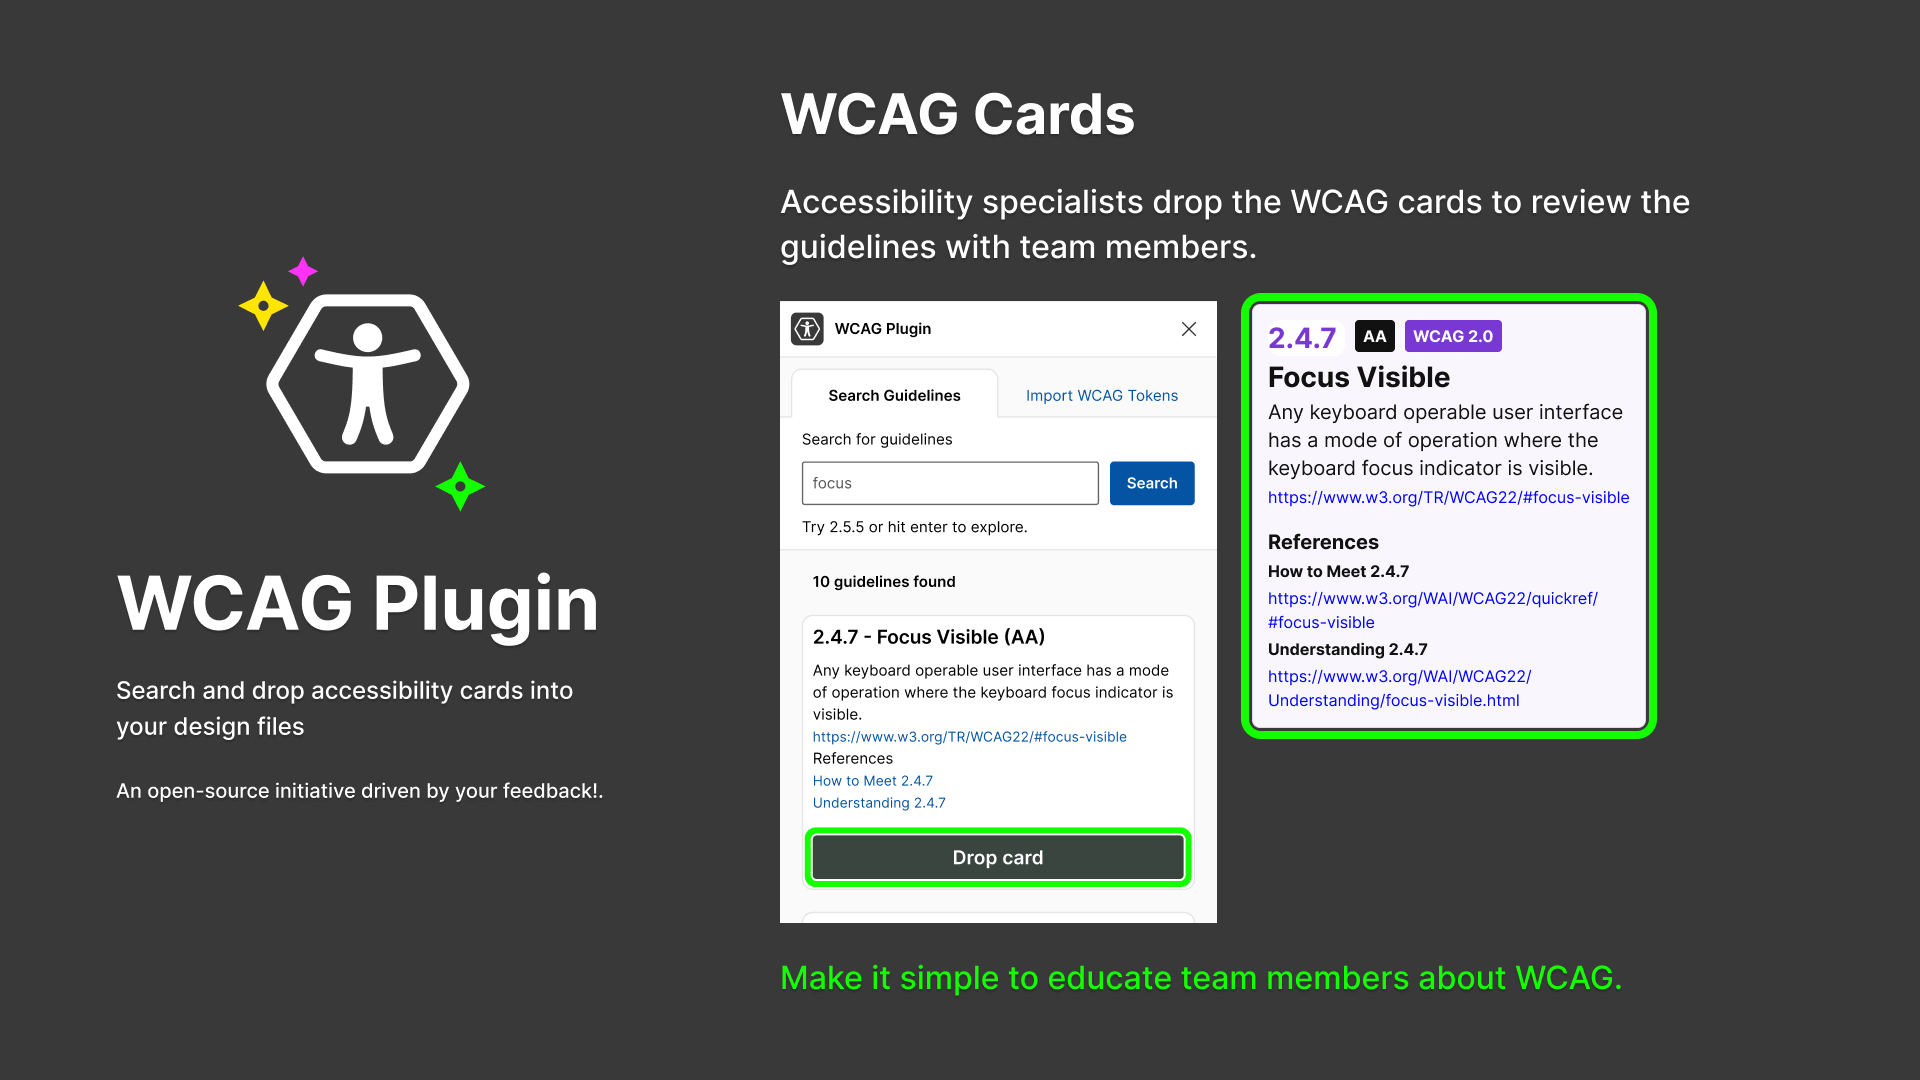 WCAG Plugin
Search and drop accessibility cards into
your design files
An open-source initiative driven by your feedback!.
WCAG Cards
Accessibility specialists drop the WCAG cards to review the
guidelines with team members.
WCAG Plugin
Search Guidelines
Import WCAG Tokens
Search for guidelines
focus
Search
Try 2.5.5 or hit enter to explore.
10 guidelines found
2.4.7 - Focus Visible (AA)
Any keyboard operable user interface has a mode
of operation where the keyboard focus indicator is
visible.
https://www.w3.org/TR/WCAG22/#focus-visible
References
How to Meet 2.4.7
Understanding 2.4.7
Drop card
2.4.7 AA WCAG 2.0
Focus Visible
Any keyboard operable user interface
has a mode of operation where the
keyboard focus indicator is visible.
https://www.w3.org/TR/WCAG22/#focus-visible
References
How to Meet 2.4.7
https://www.w3.org/WAI/WCAG22/quickref/
#focus-visible
Understanding 2.4.7
https://www.w3.org/WAI/WCAG22/
Understanding/focus-visible.html
Make it simple to educate team members about WCAG.